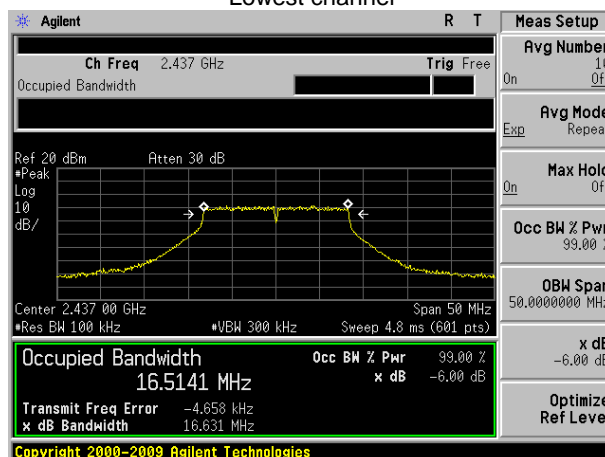 Lowest channel
Agilent R T Meas Setup
Ch Freq 2.437 GHz Trig Free
Occupied Bandwidth
Avg Number
On
Avg Mode
Exp Repea
Ref 20 dBm Atten 30 dB
#Peak
Log
10
dB/
Max Hold
On Of
Occ BW % Pwr
99.00 %
OBW Span
50.0000000 MHz
Center 2.437 00 GHz Span 50 MHz
#Res BW 100 kHz #VBW 300 kHz Sweep 4.8 ms (601 pts)
Occupied Bandwidth Occ BW % Pwr 99.00 %
16.5141 MHz x dB -6.00 dB
Transmit Freq Error -4.658 kHz
x dB Bandwidth 16.631 MHz
x dB
-6.00 dB
Optimize
Ref Level
Copyright 2000-2009 Agilent Technologies